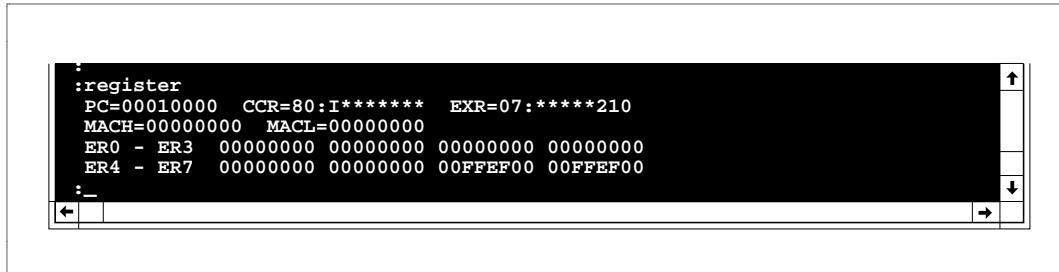 :
:register
PC=00010000 CCR=80:I******* EXR=07:*****210
MACH=00000000 MACL=00000000
ER0 - ER3 00000000 00000000 00000000 00000000
ER4 - ER7 00000000 00000000 00FFEF00 00FFEF00
:_